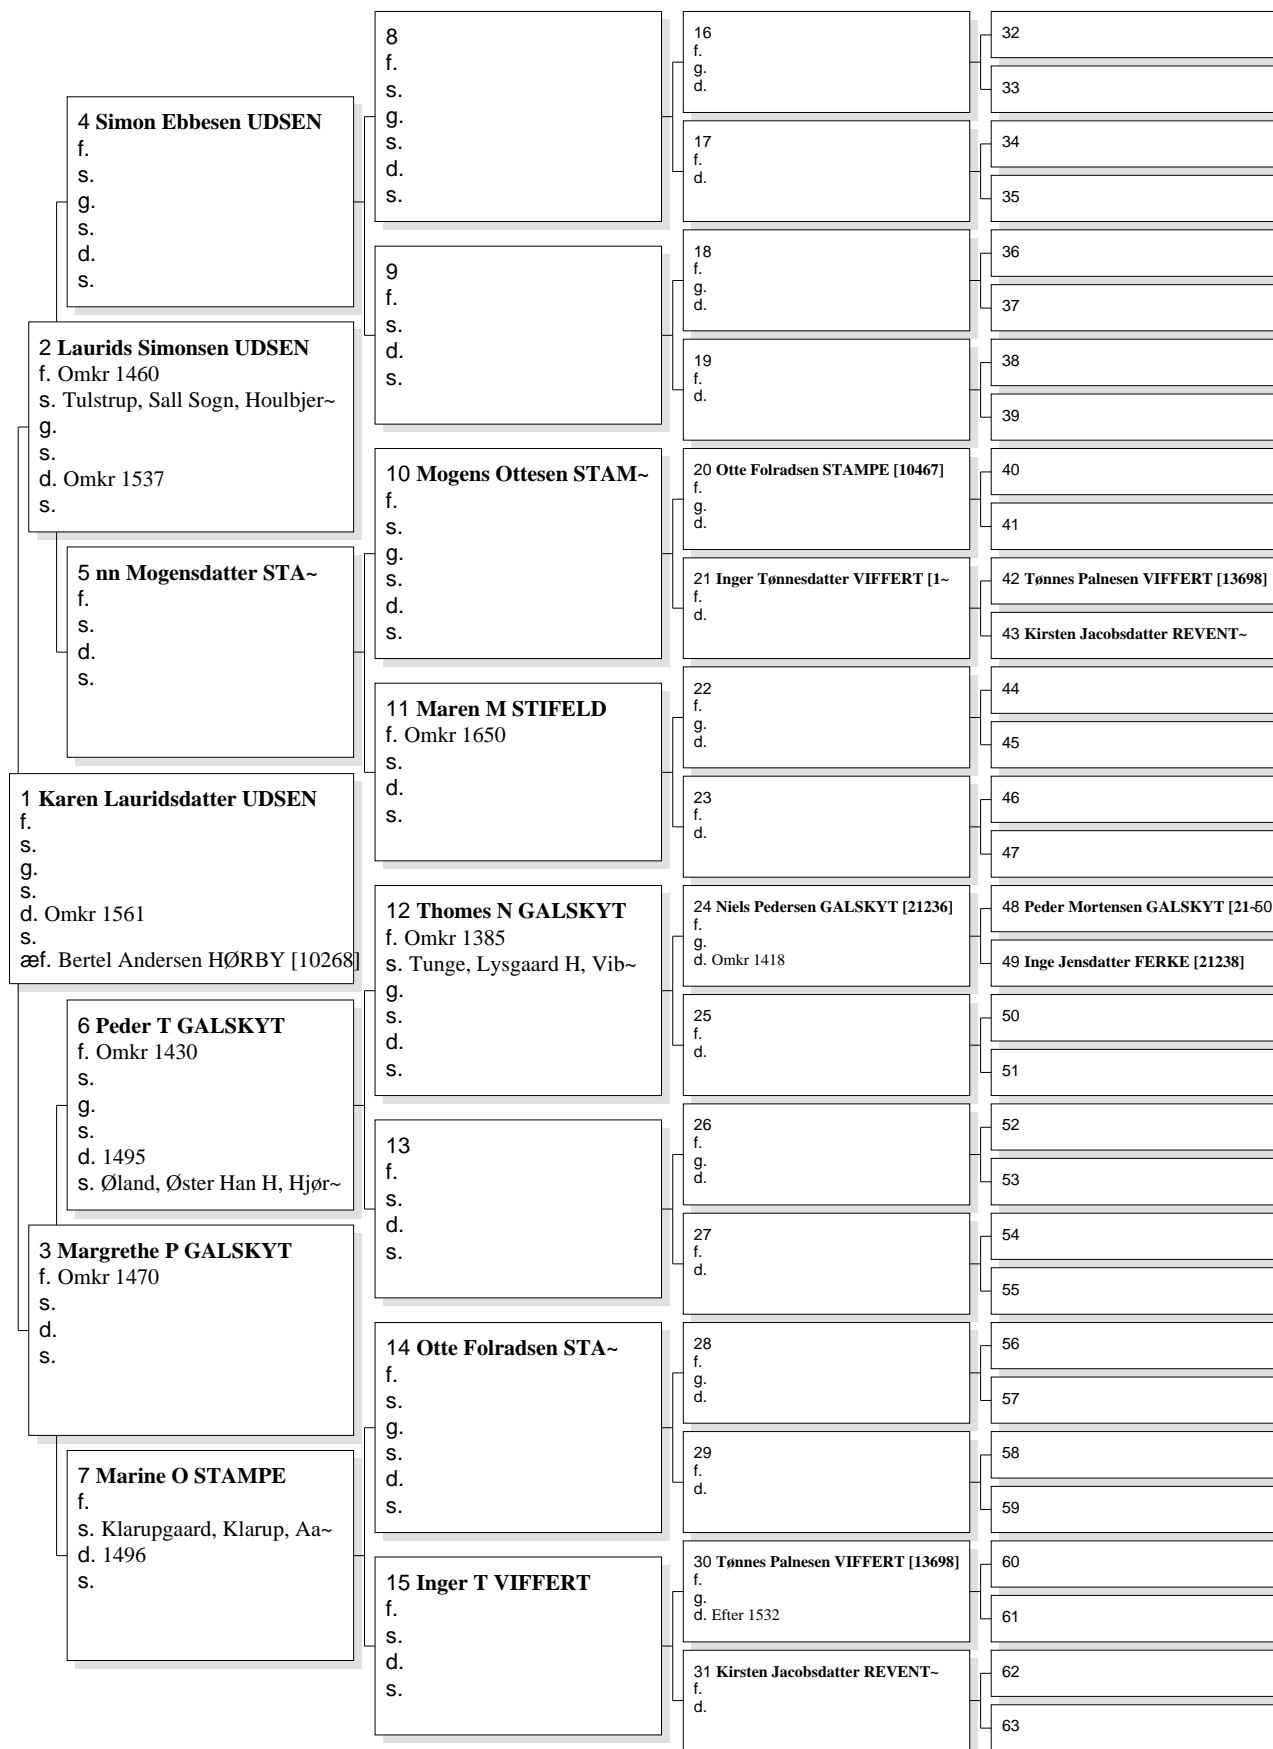 1 Karen Lauridsdatter UDSEN
f.
s.
g.
s.
d. Omkr 1561
s.
æf. Bertel Andersen HØRBY [10268]
2 Laurids Simonsen UDSEN
f. Omkr 1460
s. Tulstrup, Sall Sogn, Houlbjer~
g.
s.
d. Omkr 1537
s.
3 Margrethe P GALSKYT
f. Omkr 1470
s.
d.
s.
4 Simon Ebbesen UDSEN
f.
s.
g.
s.
d.
s.
5 nn Mogensdatter STA~
f.
s.
d.
s.
6 Peder T GALSKYT
f. Omkr 1430
s.
g.
s.
d. 1495
s. Øland, Øster Han H, Hjør~
7 Marine O STAMPE
f.
s. Klarupgaard, Klarup, Aa~
d. 1496
s.
8
f.
s.
g.
s.
d.
s.
9
f.
s.
d.
s.
10 Mogens Ottesen STAM~
f.
s.
g.
s.
d.
s.
11 Maren M STIFELD
f. Omkr 1650
s.
d.
s.
12 Thomes N GALSKYT
f. Omkr 1385
s. Tunge, Lysgaard H, Vib~
g.
s.
d.
s.
13
f.
s.
d.
s.
14 Otte Folradsen STA~
f.
s.
g.
s.
d.
s.
15 Inger T VIFFERT
f.
s.
d.
s.
16
f.
g.
d.
17
f.
d.
18
f.
g.
d.
19
f.
d.
20 Otte Folradsen STAMPE [10467]
f.
g.
d.
21 Inger Tønnesdatter VIFFERT [1~
f.
d.
22
f.
g.
d.
23
f.
d.
24 Niels Pedersen GALSKYT [21236]
f.
g.
d. Omkr 1418
25
f.
d.
26
f.
g.
d.
27
f.
d.
28
f.
g.
d.
29
f.
d.
30 Tønnes Palnesen VIFFERT [13698]
f.
g.
d. Efter 1532
31 Kirsten Jacobsdatter REVENT~
f.
d.
32
33
34
35
36
37
38
39
40
41
42 Tønnes Palnesen VIFFERT [13698]
43 Kirsten Jacobsdatter REVENT~
44
45
46
47
48 Peder Mortensen GALSKYT [21~50
49 Inge Jensdatter FERKE [21238]
50
51
52
53
54
55
56
57
58
59
60
61
62
63